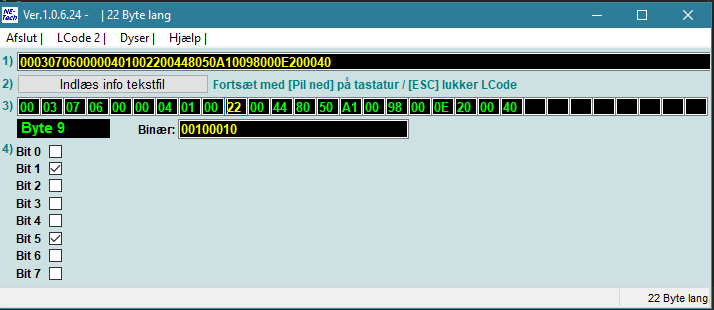 NE-Tech Ver.1.0.6.24 - | 22 Byte lang
Afslut | LCode 2 | Dyser | Hjælp |
1) 0003070600000401002200448050A10098000E200040
2) Indlæs info tekstfil Fortsæt med [Pil ned] på tastatur / [ESC] lukker LCode
3) 00 03 07 06 00 00 04 01 00 22 00 44 80 50 A1 00 98 00 0E 20 00 40
Byte 9 Binær: 00100010
4) Bit 0
Bit 1
Bit 2
Bit 3
Bit 4
Bit 5
Bit 6
Bit 7
22 Byte lang